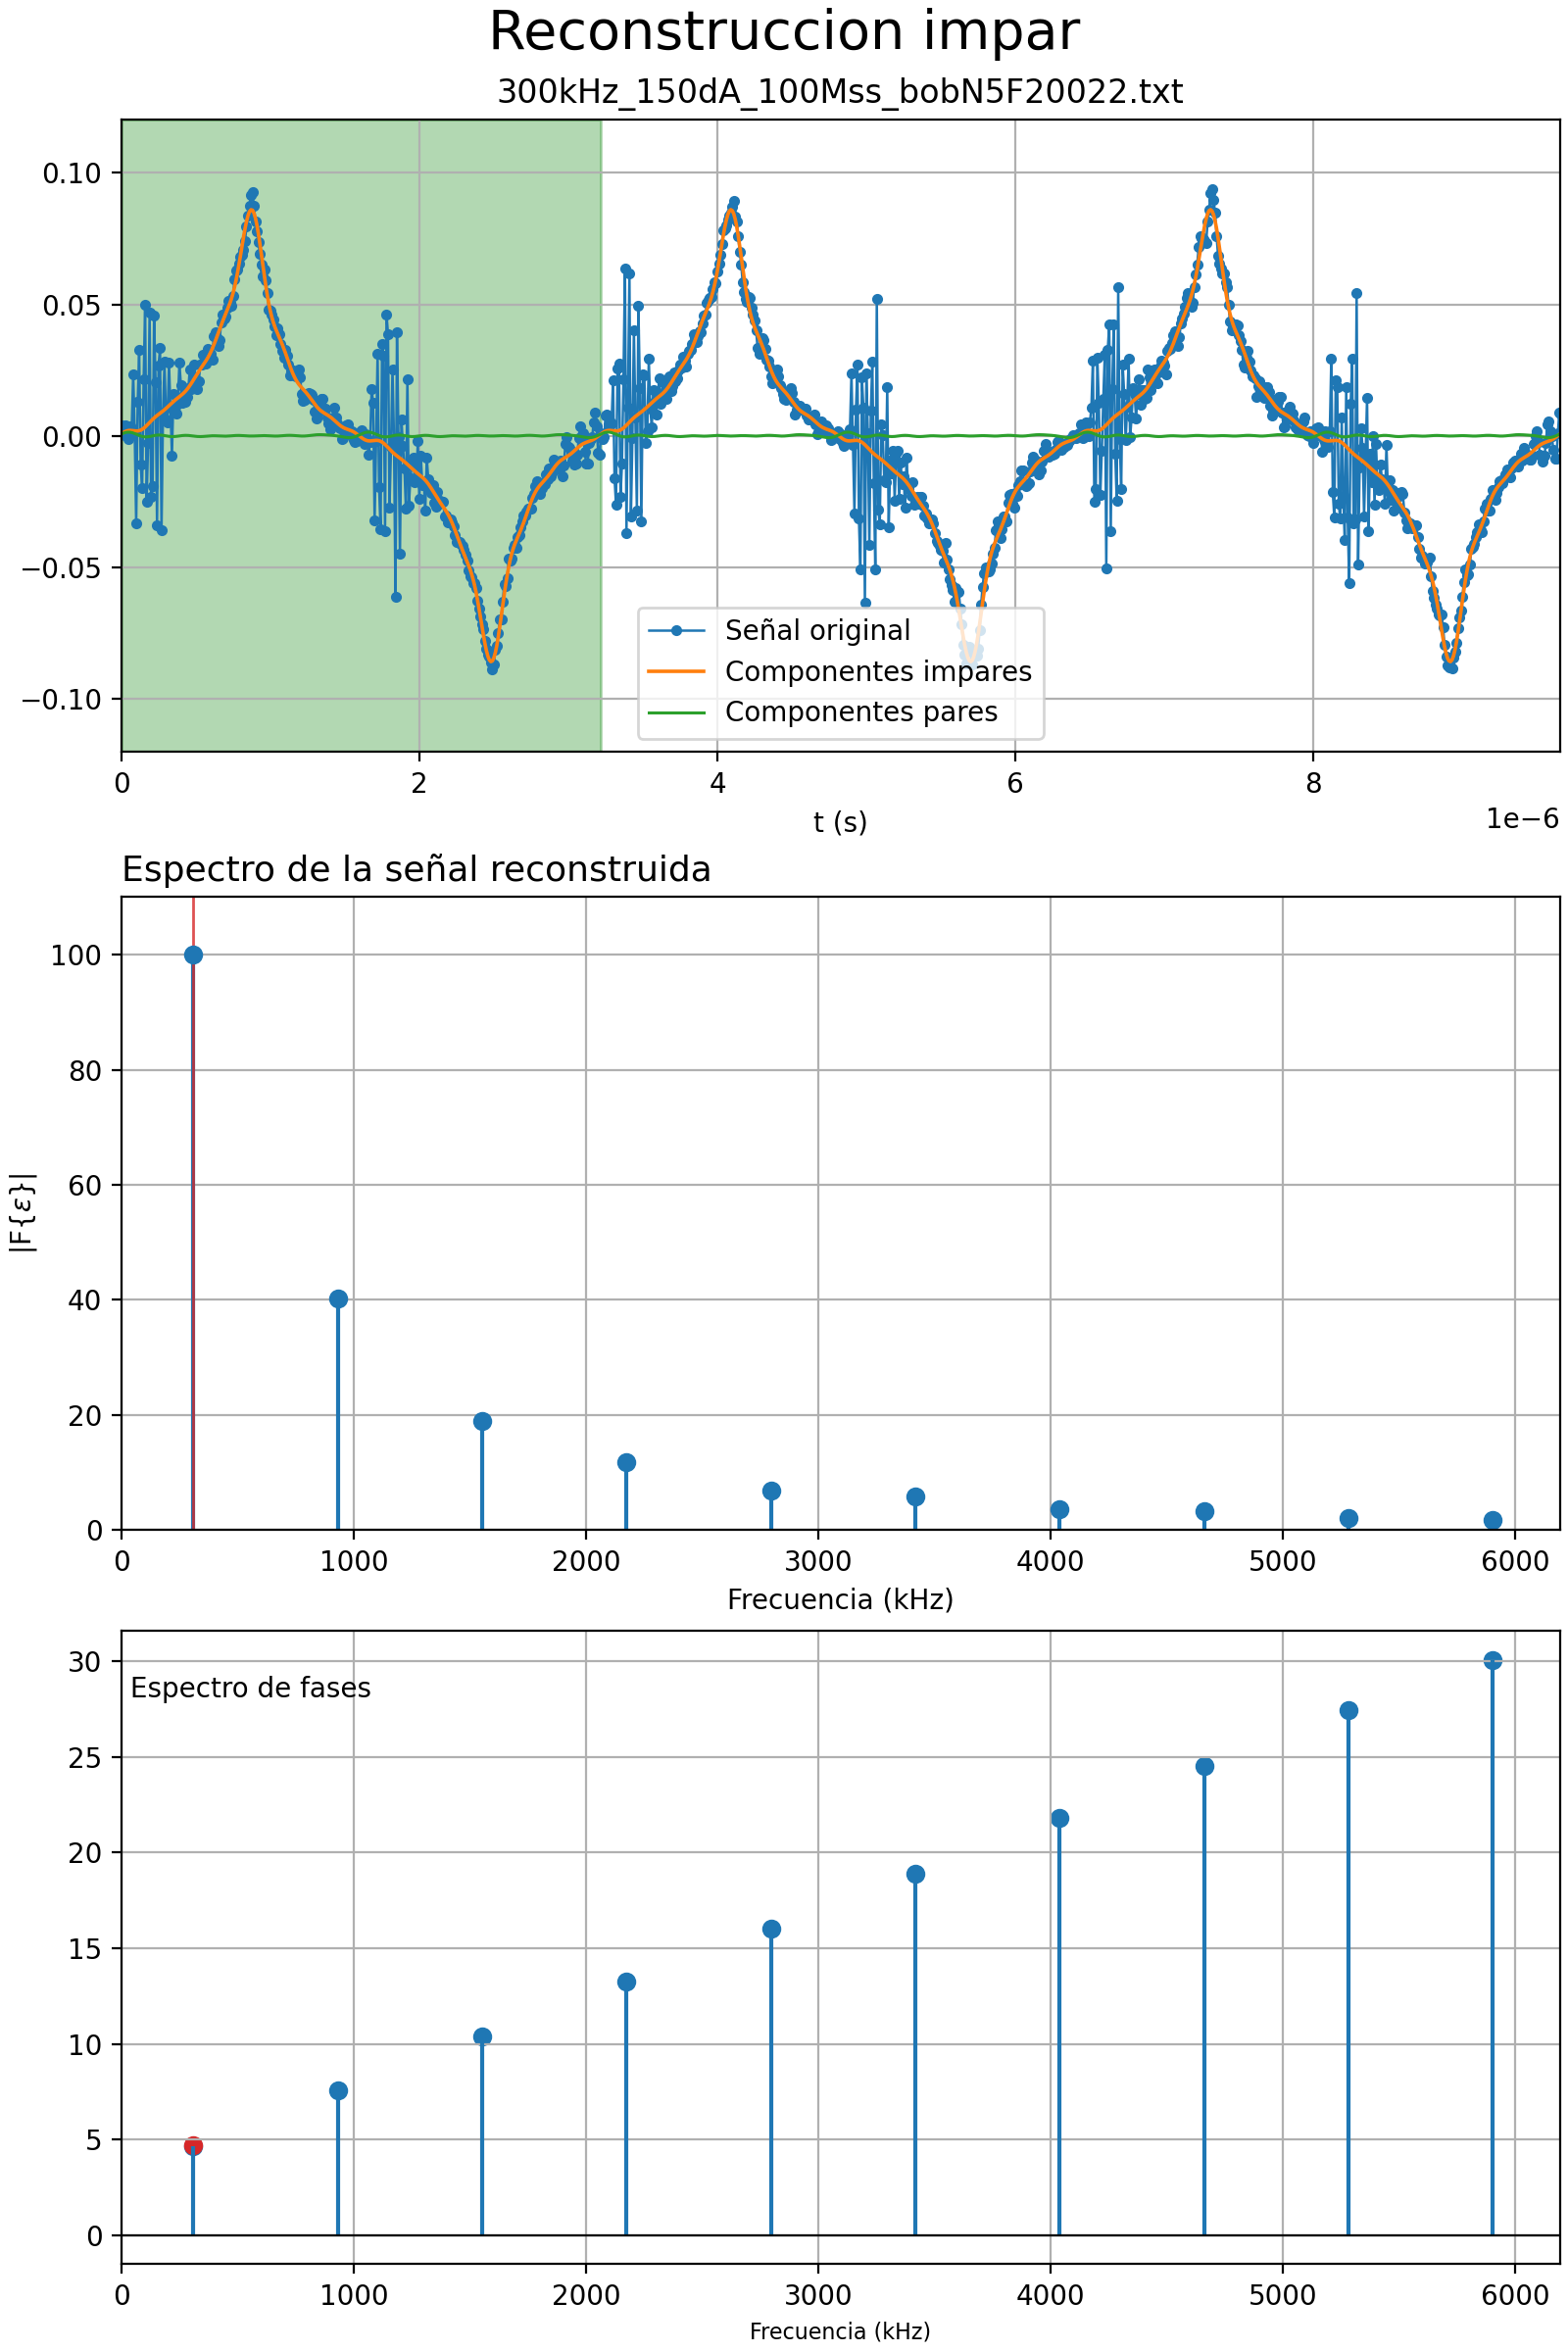 Reconstruccion impar
300kHz_150dA_100Mss_bobN5F20022.txt
0.10
0.05
0.00
−0.05
−0.10
Señal original
Componentes impares
Componentes pares
0 2 4 6 8
t (s)
1e−6
Espectro de la señal reconstruida
100
80
60
40
20
0
|F{ε}|
0 1000 2000 3000 4000 5000 6000
Frecuencia (kHz)
30
Espectro de fases
25
20
15
10
5
0
0 1000 2000 3000 4000 5000 6000
Frecuencia (kHz)